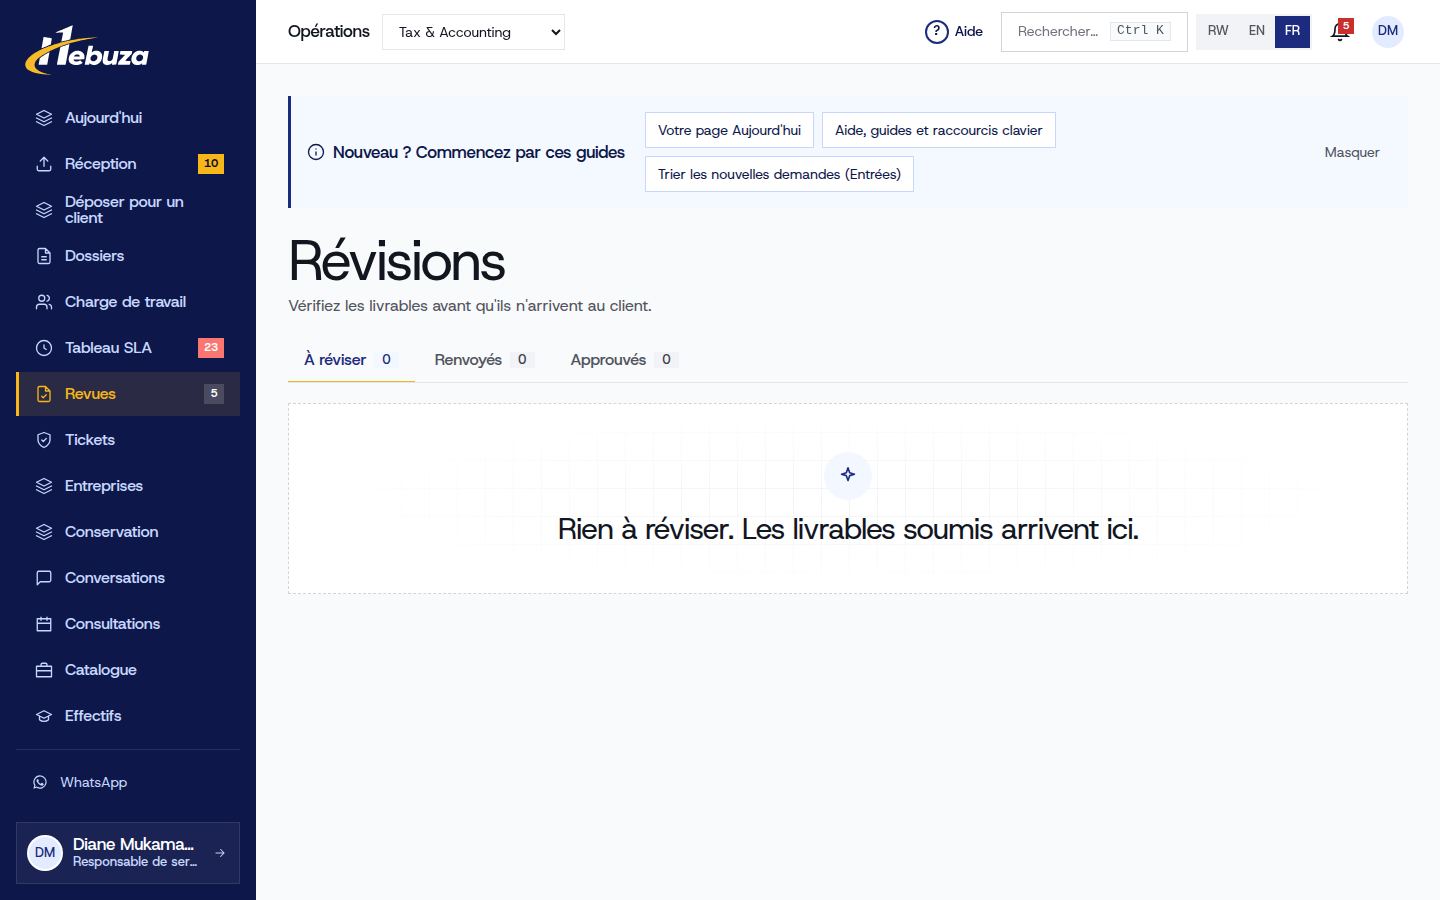 Hebuza
Aujourd'hui
Réception 10
Déposer pour un
client
Dossiers
Charge de travail
Tableau SLA 23
Revues 5
Tickets
Entreprises
Conservation
Conversations
Consultations
Catalogue
Effectifs
WhatsApp
DM Diane Mukama...
Responsable de ser...
Opérations Tax & Accounting ? Aide Rechercher... Ctrl K RW EN FR 5 DM
Nouveau ? Commencez par ces guides
Votre page Aujourd'hui Aide, guides et raccourcis clavier
Trier les nouvelles demandes (Entrées)
Masquer
Révisions
Vérifiez les livrables avant qu'ils n'arrivent au client.
À réviser 0 Renvoyés 0 Approuvés 0
Rien à réviser. Les livrables soumis arrivent ici.